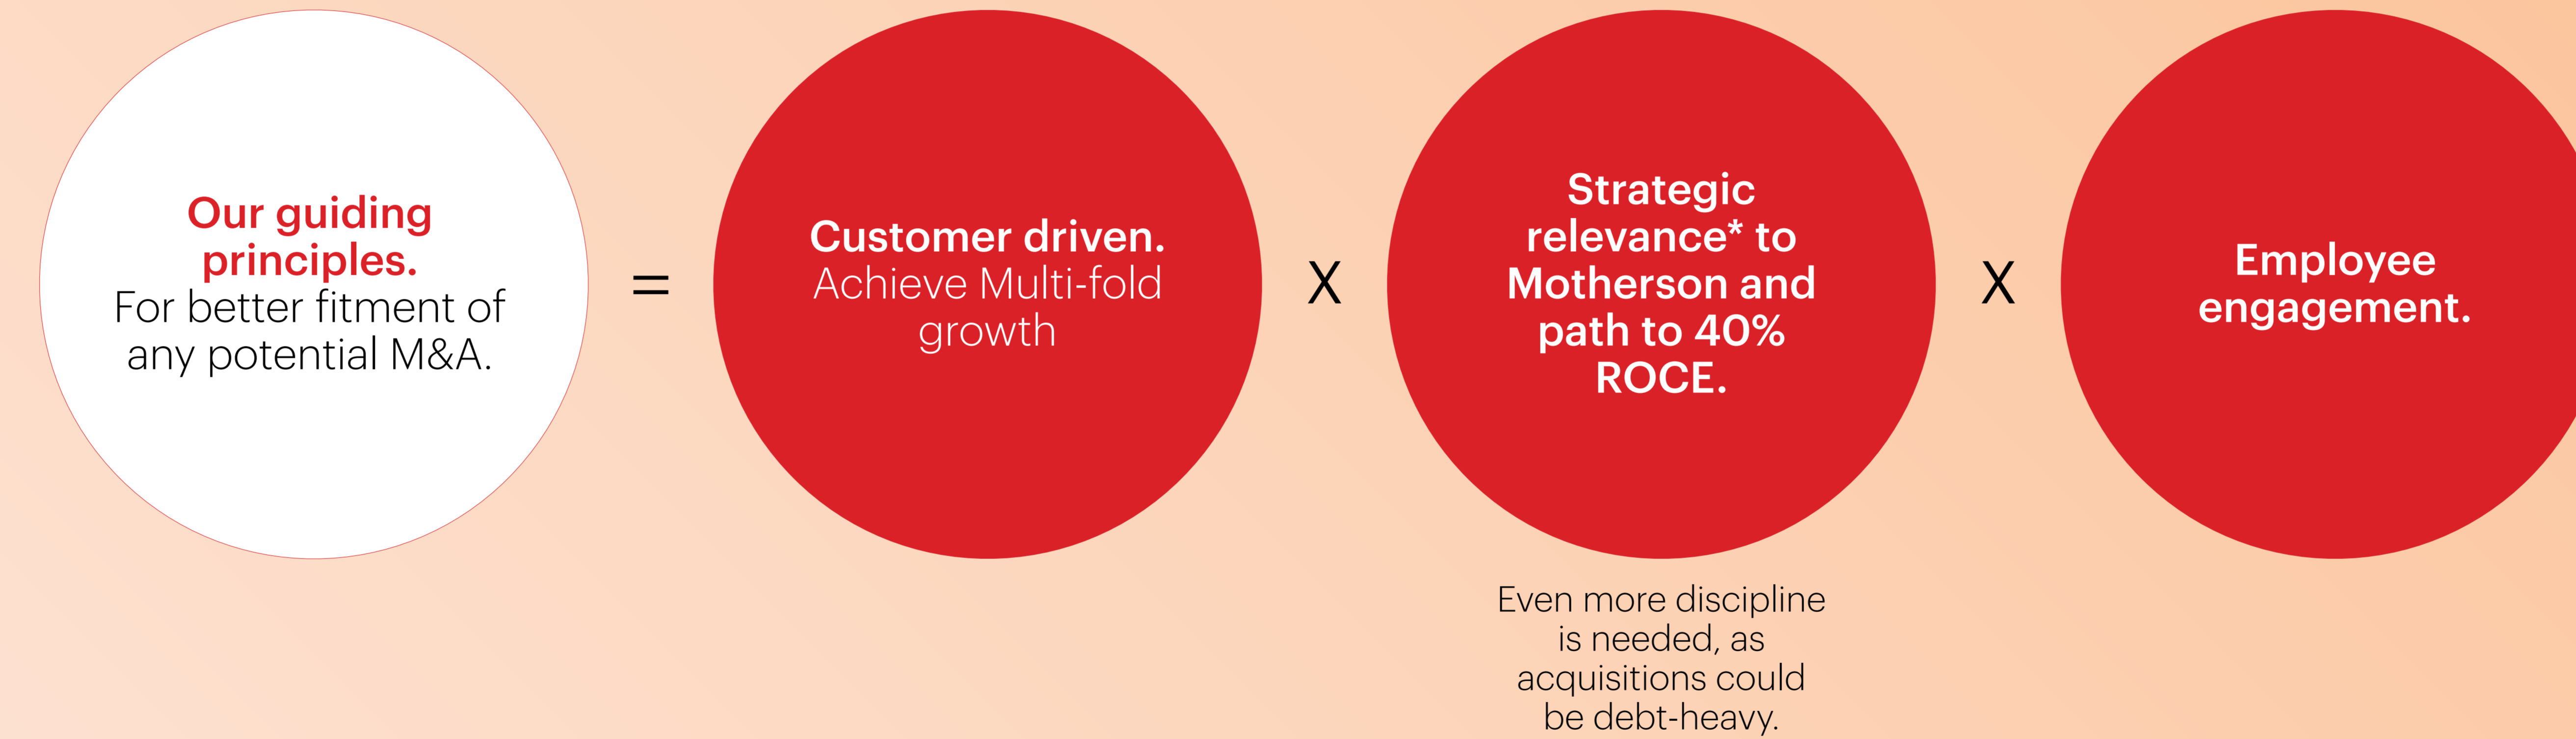 Our guiding
principles.
For better fitment of
any potential M&A.
=
Customer driven.
Achieve Multi-fold
growth
X
Strategic
relevance* to
Motherson and
path to 40%
ROCE.
Even more discipline
is needed, as
acquisitions could
be debt-heavy.
X
Employee
engagement.